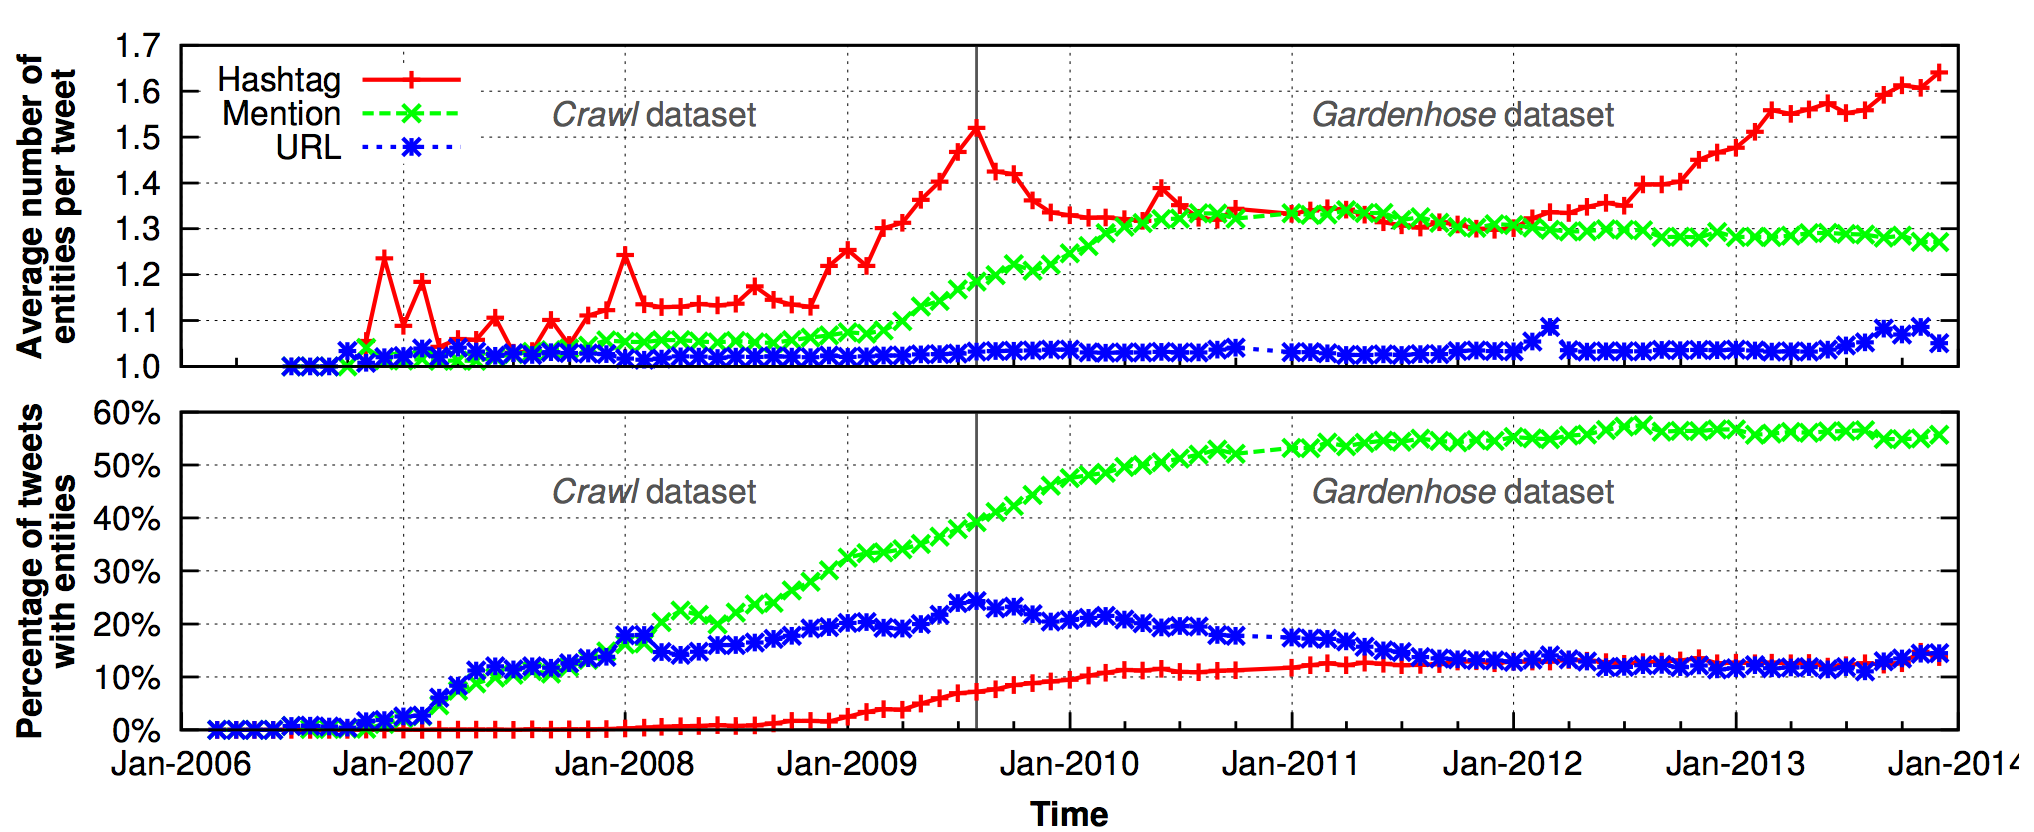 Average number of
entities per tweet
1.7
1.6
1.5
1.4
1.3
1.2
1.1
1.0
Hashtag
Mention
URL
Crawl dataset
Gardenhose dataset
Percentage of tweets
with entities
60%
50%
40%
30%
20%
10%
0%
Crawl dataset
Gardenhose dataset
Jan-2006 Jan-2007 Jan-2008 Jan-2009 Jan-2010 Jan-2011 Jan-2012 Jan-2013 Jan-2014
Time